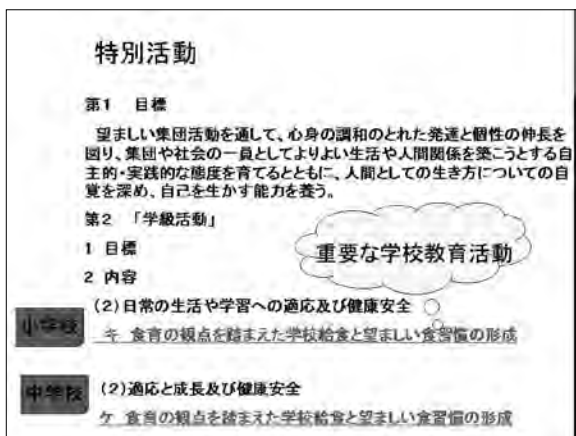 特別活動
第1 目標
望ましい集団活動を通して、心身の調和のとれた発達と個性の伸長を
図り、集団や社会の一員としてよりよい生活や人間関係を築こうとする自
主的・実践的な態度を育てるとともに、人間としての生き方についての自
覚を深め、自己を生かす能力を養う。
第2 「学級活動」
1 目標
重要な学校教育活動
2 内容
(2)日常の生活や学習への適応及び健康安全
小学校
キ 食育の観点を踏まえた学校給食と望ましい食習慣の形成
中学校
(2)適応と成長及び健康安全
ケ 食育の観点を踏まえた学校給食と望ましい食習慣の形成